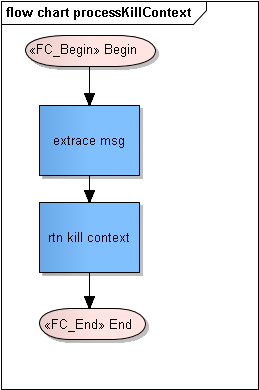 flow chart processKillContext
«FC_Begin» Begin
extrace msg
rtn kill context
«FC_End» End